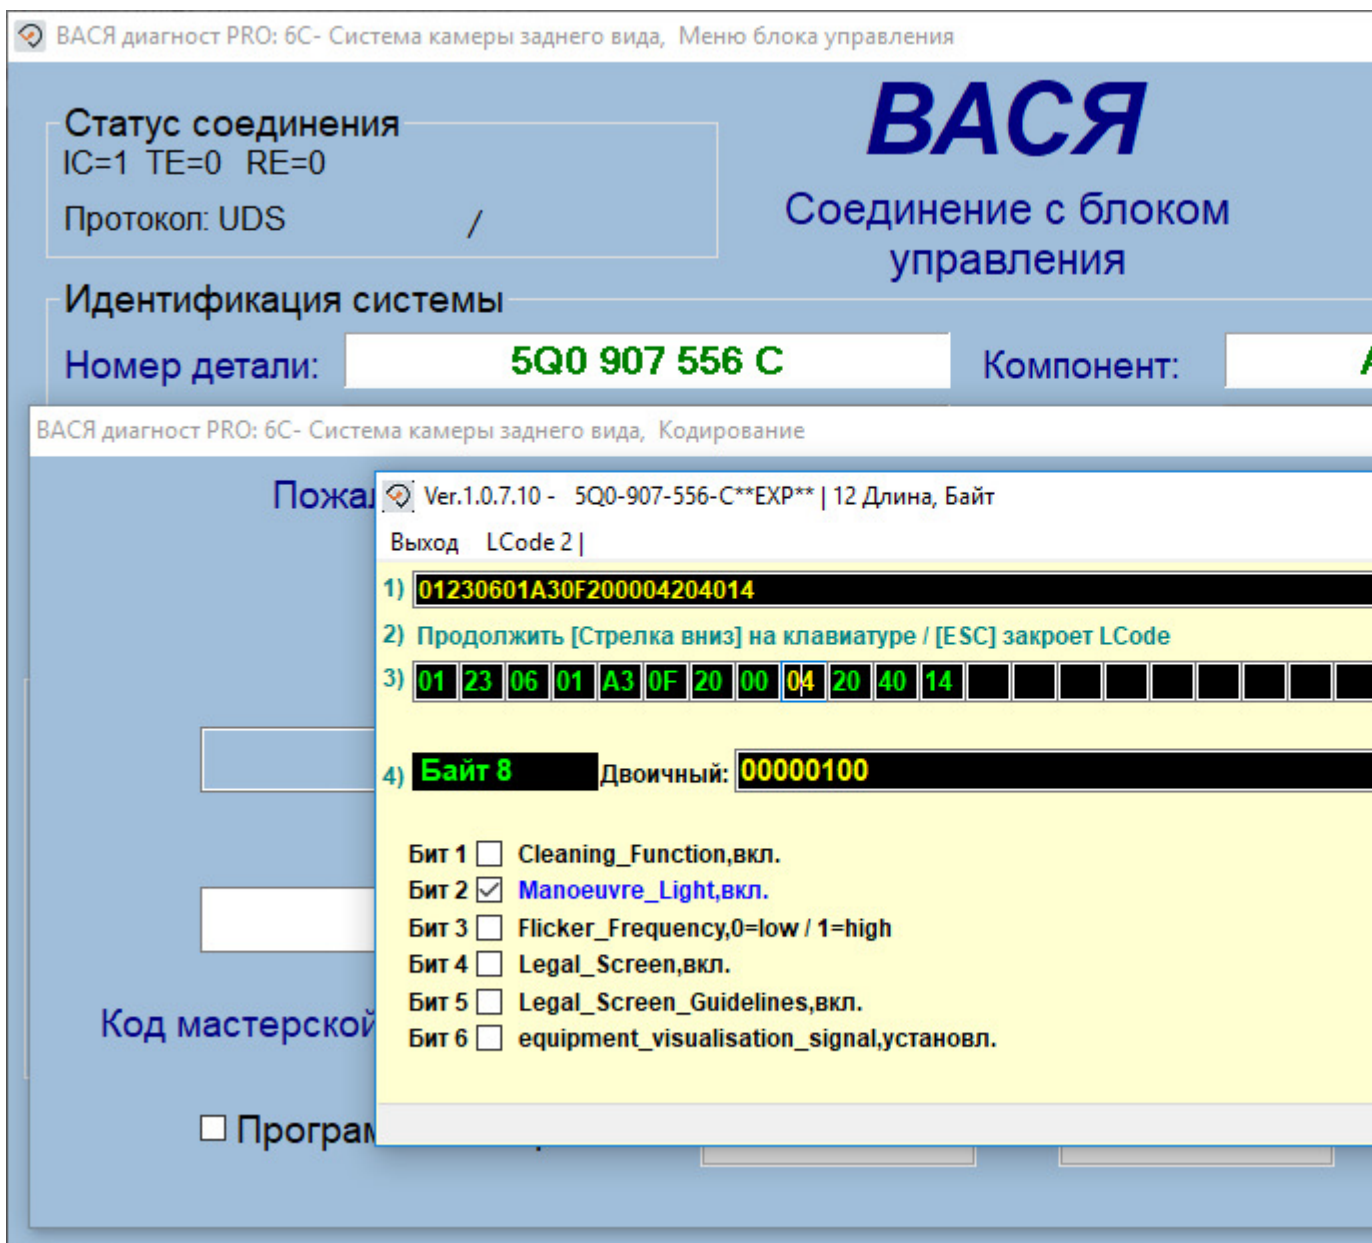 ВАСЯ диагност PRO: 6C- Система камеры заднего вида, Меню блока управления
ВАСЯ
Статус соединения
IC=1 TE=0 RE=0
Протокол: UDS /
Соединение с блоком
управления
Идентификация системы
Номер детали: 5Q0 907 556 C Компонент:
ВАСЯ диагност PRO: 6C- Система камеры заднего вида, Кодирование
Ver.1.0.7.10 - 5Q0-907-556-C**EXP** | 12 Длина, Байт
Выход LCode 2 |
1) 01230601A30F200004204014
2) Продолжить [Стрелка вниз] на клавиатуре / [ESC] закроет LCode
3) 01 23 06 01 A3 0F 20 00 04 20 40 14
4) Байт 8 Двоичный: 00000100
Бит 1 Cleaning_Function,вкл.
Бит 2 Manoeuvre_Light,вкл.
Бит 3 Flicker_Frequency,0=low / 1=high
Бит 4 Legal_Screen,вкл.
Бит 5 Legal_Screen_Guidelines,вкл.
Бит 6 equipment_visualisation_signal,установл.
Код мастерской